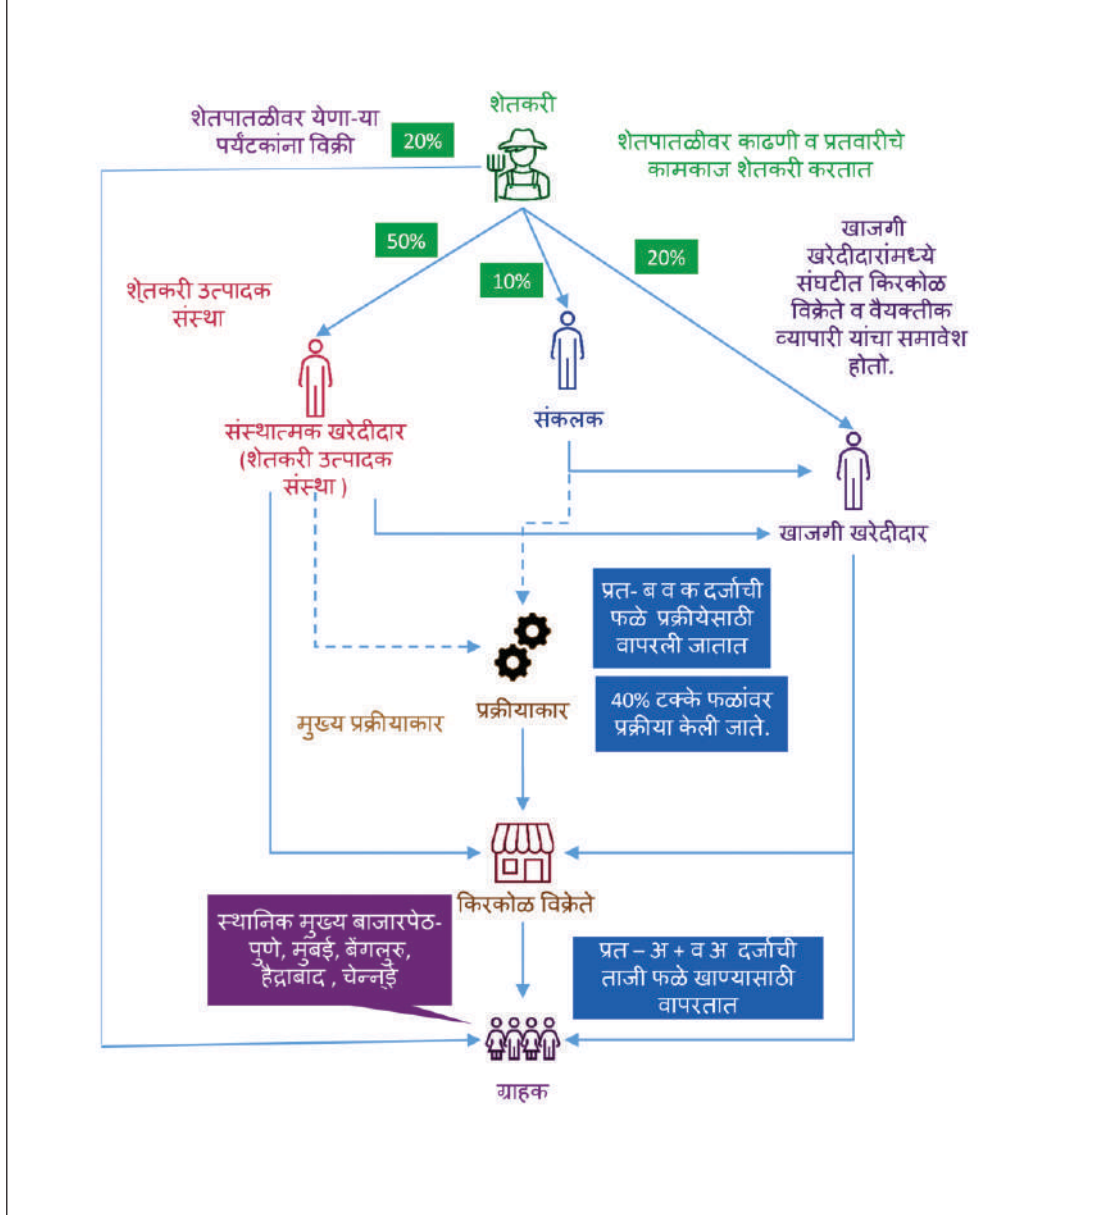 शेतकरी
शेतपातळीवर येणा-या
पर्यंटकांना विक्री
20%
शेतपातळीवर काढणी व प्रतवारीचे
कामकाज शेतकरी करतात
50%
10%
20%
खाजगी
खरेदीदारांमध्ये
संघटीत किरकोळ
विक्रेते व वैयक्तीक
व्यापारी यांचा समावेश
होतो.
शे्तकरी उत्पादक
संस्था
संस्थात्मक खरेदीदार
(शेतकरी उत्पादक
संस्था )
संकलक
खाजगी खरेदीदार
प्रत- ब व क दर्जाची
फळे प्रक्रीयेसाठी
वापरली जातात
40% टक्के फळांवर
प्रक्रीया केली जाते.
प्रक्रीयाकार
मुख्य प्रक्रीयाकार
किरकोळ विक्रेते
स्थानिक मुख्य बाजारपेठ-
पुणे, मुंबई, बेंगलुरु,
हैद्राबाद , चेन्न्ई
प्रत – अ + व अ दर्जाची
ताजी फळे खाण्यासाठी
वापरतात
ग्राहक